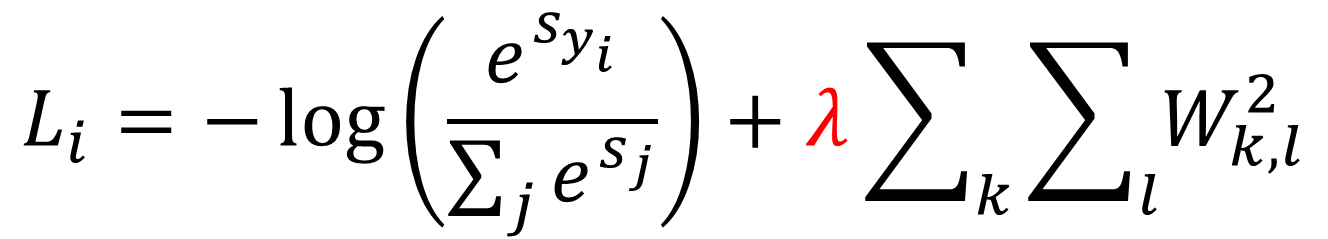 L_i = −log(e^{s_{y_i}} / ∑_j e^{s_j}) + λ ∑_k ∑_l W_{k,l}^2